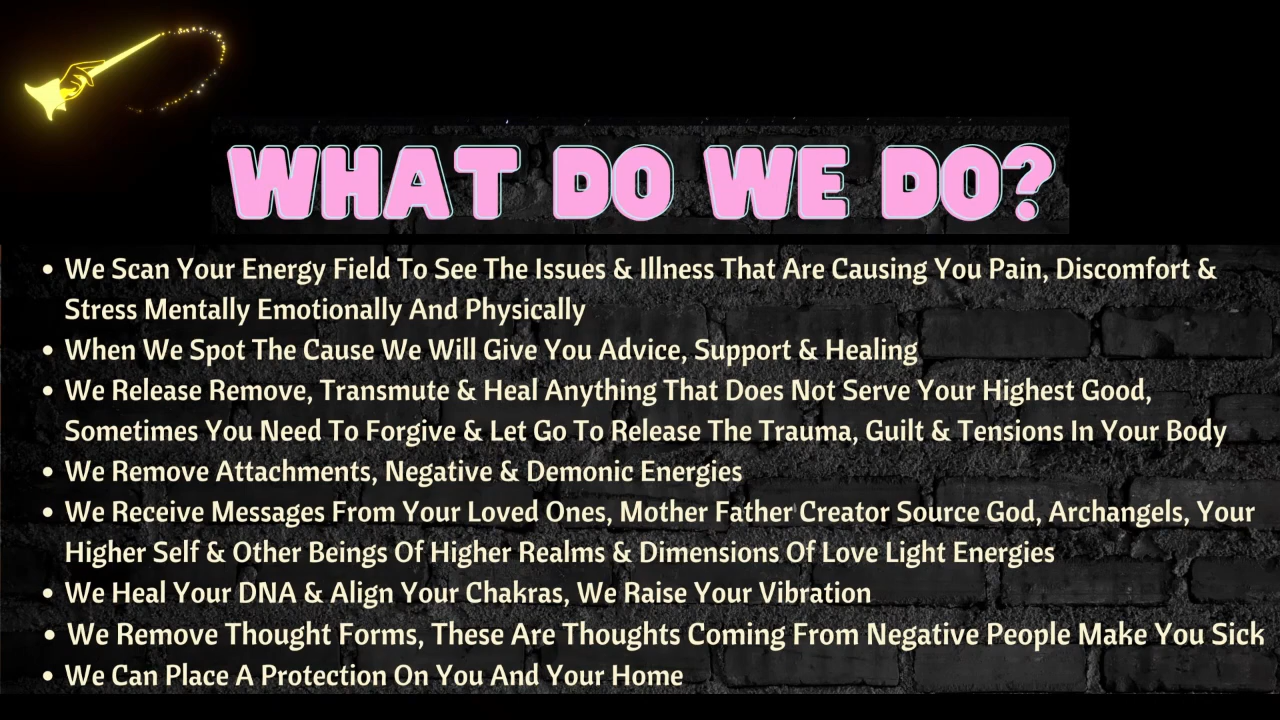 WHAT DO WE DO?
• We Scan Your Energy Field To See The Issues & Illness That Are Causing You Pain, Discomfort &
Stress Mentally Emotionally And Physically
• When We Spot The Cause We Will Give You Advice, Support & Healing
• We Release Remove, Transmute & Heal Anything That Does Not Serve Your Highest Good,
Sometimes You Need To Forgive & Let Go To Release The Trauma, Guilt & Tensions In Your Body
• We Remove Attachments, Negative & Demonic Energies
• We Receive Messages From Your Loved Ones, Mother Father Creator Source God, Archangels, Your
Higher Self & Other Beings Of Higher Realms & Dimensions Of Love Light Energies
• We Heal Your DNA & Align Your Chakras, We Raise Your Vibration
• We Remove Thought Forms, These Are Thoughts Coming From Negative People Make You Sick
• We Can Place A Protection On You And Your Home